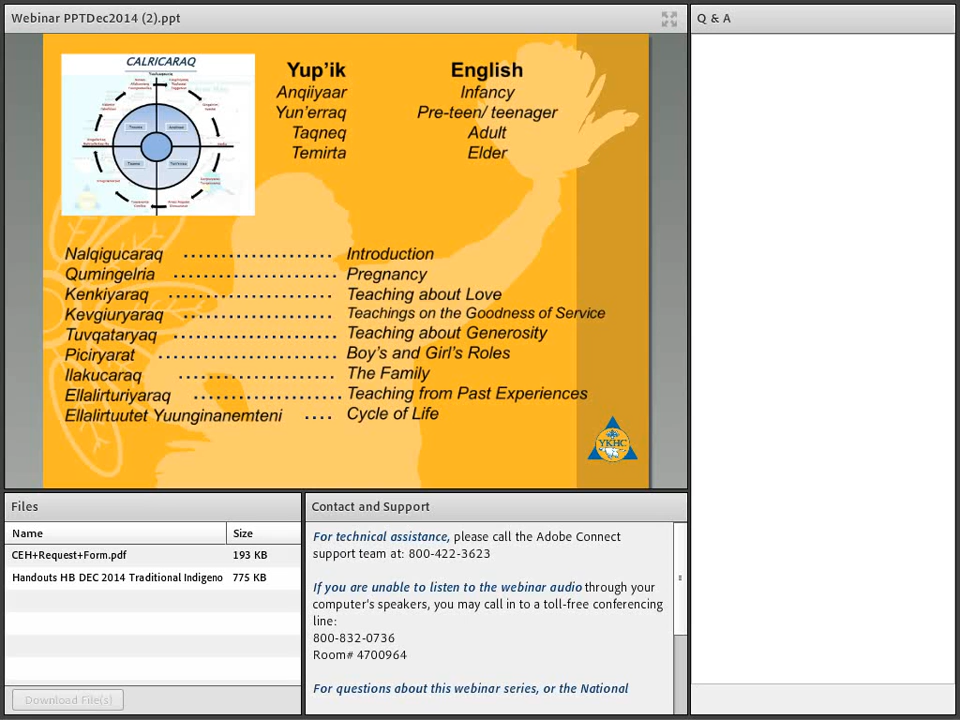 Webinar PPTDec2014 (2).ppt
CALRICARAQ
Yup'ik English
Anqiiyaar Infancy
Yun'erraq Pre-teen/ teenager
Taqneq Adult
Temirta Elder
Nalqigucaraq .................... Introduction
Qumingelria ...................... Pregnancy
Kenkiyaraq ...................... Teaching about Love
Kevgiuryaraq .................... Teachings on the Goodness of Service
Tuvqataryaq ...................... Teaching about Generosity
Piciryarat ........................ Boy's and Girl's Roles
Ilakucaraq ..................... The Family
Ellalirturiyaraq .................... Teaching from Past Experiences
Ellalirtuutet Yuunginanemteni .... Cycle of Life
YKHC
Q & A
Files
Name Size
CEH+Request+Form.pdf 193 KB
Handouts HB DEC 2014 Traditional Indigeno 775 KB
Download File(s)
Contact and Support
For technical assistance, please call the Adobe Connect
support team at: 800-422-3623
If you are unable to listen to the webinar audio through your
computer's speakers, you may call in to a toll-free conferencing
line:
800-832-0736
Room# 4700964
For questions about this webinar series, or the National